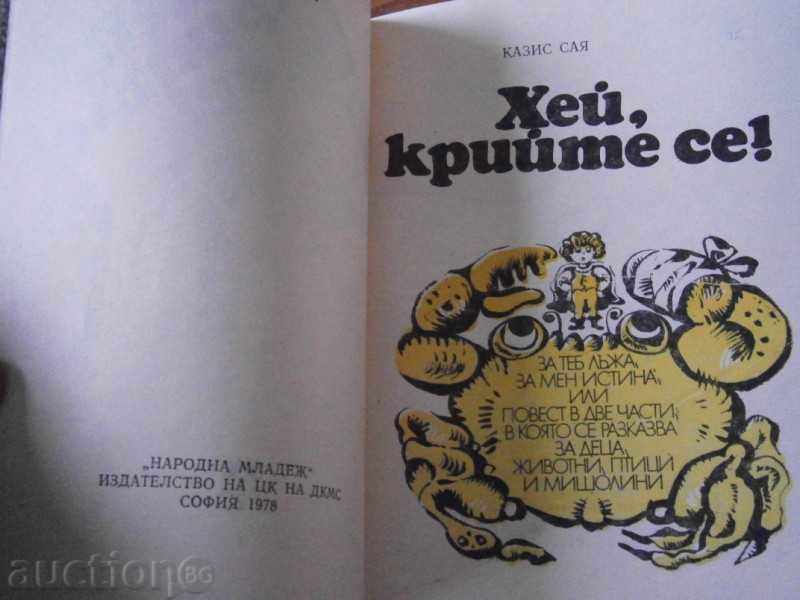 „НАРОДНА МЛАДЕЖ“
ИЗДАТЕЛСТВО НА ЦК НА ДКМС
СОФИЯ 1978
КАЗИС САЯ
Хей,
крийте се!
ЗА ТЕБ ЛЪЖА,
ЗА МЕН ИСТИНА,
ИЛИ
ПОВЕСТ В ДВЕ ЧАСТИ,
В КОЯТО СЕ РАЗКАЗВА
ЗА ДЕЦА,
ЖИВОТНИ, ПТИЦИ
И МИШОЛИНИ
auction BG